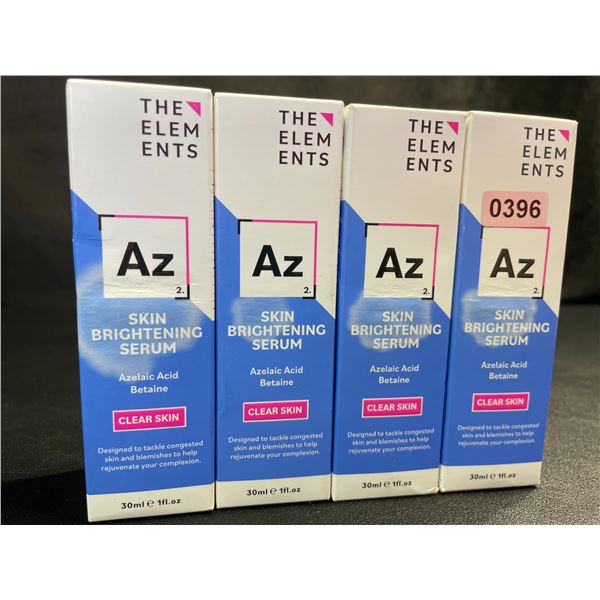 THE
ELEM
ENTS
Az
2.
SKIN
BRIGHTENING
SERUM
Azelaic Acid
Betaine
CLEAR SKIN
Designed to tackle congested
skin and blemishes to help
rejuvenate your complexion.
30ml e 1fl.oz
THE
ELEM
ENTS
Az
2.
SKIN
BRIGHTENING
SERUM
Azelaic Acid
Betaine
CLEAR SKIN
Designed to tackle congested
skin and blemishes to help
rejuvenate your complexion.
30ml e 1fl.oz
THE
ELEM
ENTS
Az
2.
SKIN
BRIGHTENING
SERUM
Azelaic Acid
Betaine
CLEAR SKIN
Designed to tackle congested
skin and blemishes to help
rejuvenate your complexion.
30ml e 1fl.oz
THE
ELEM
ENTS
0396
Az
2.
SKIN
BRIGHTENING
SERUM
Azelaic Acid
Betaine
CLEAR SKIN
Designed to tackle congested
skin and blemishes to help
rejuvenate your complexion.
30ml e 1fl.oz